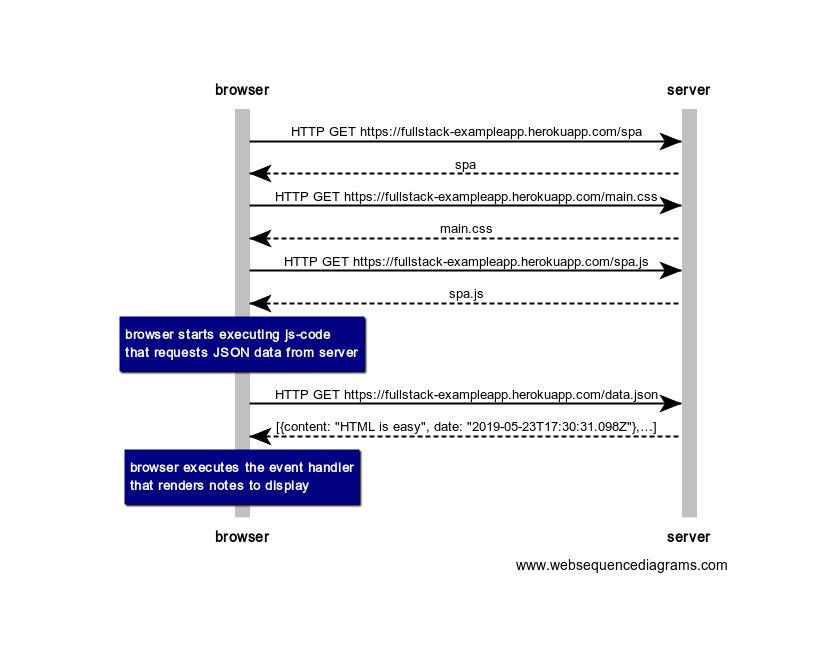 browser
server
HTTP GET https://fullstack-exampleapp.herokuapp.com/spa
spa
HTTP GET https://fullstack-exampleapp.herokuapp.com/main.css
main.css
HTTP GET https://fullstack-exampleapp.herokuapp.com/spa.js
spa.js
browser starts executing js-code
that requests JSON data from server
HTTP GET https://fullstack-exampleapp.herokuapp.com/data.json
[{content: "HTML is easy", date: "2019-05-23T17:30:31.098Z"},...]
browser executes the event handler
that renders notes to display
browser
server
www.websequencediagrams.com